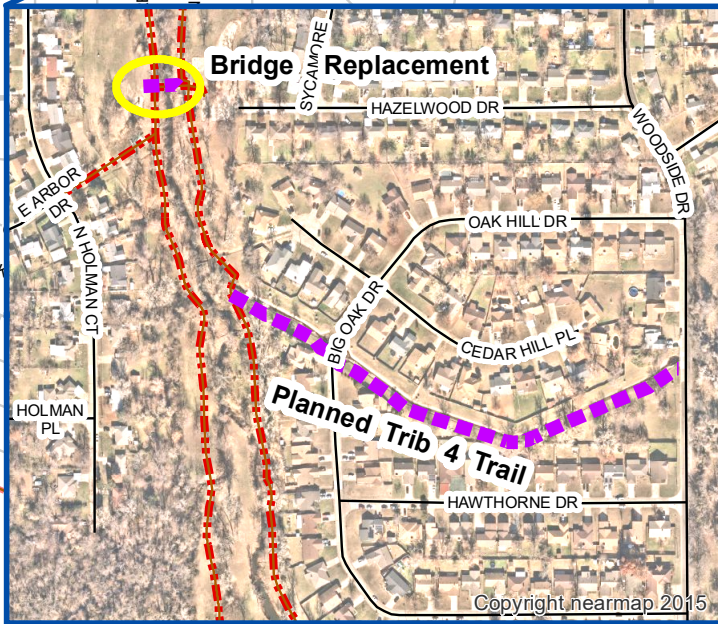 Bridge Replacement
SYCAMORE
HAZELWOOD DR
WOODSIDE DR
E ARBOR
DR
N HOLMAN CT
OAK HILL DR
BIG OAK DR
CEDAR HILL PL
Planned Trib 4 Trail
HOLMAN
PL
HAWTHORNE DR
Copyright nearmap 2015